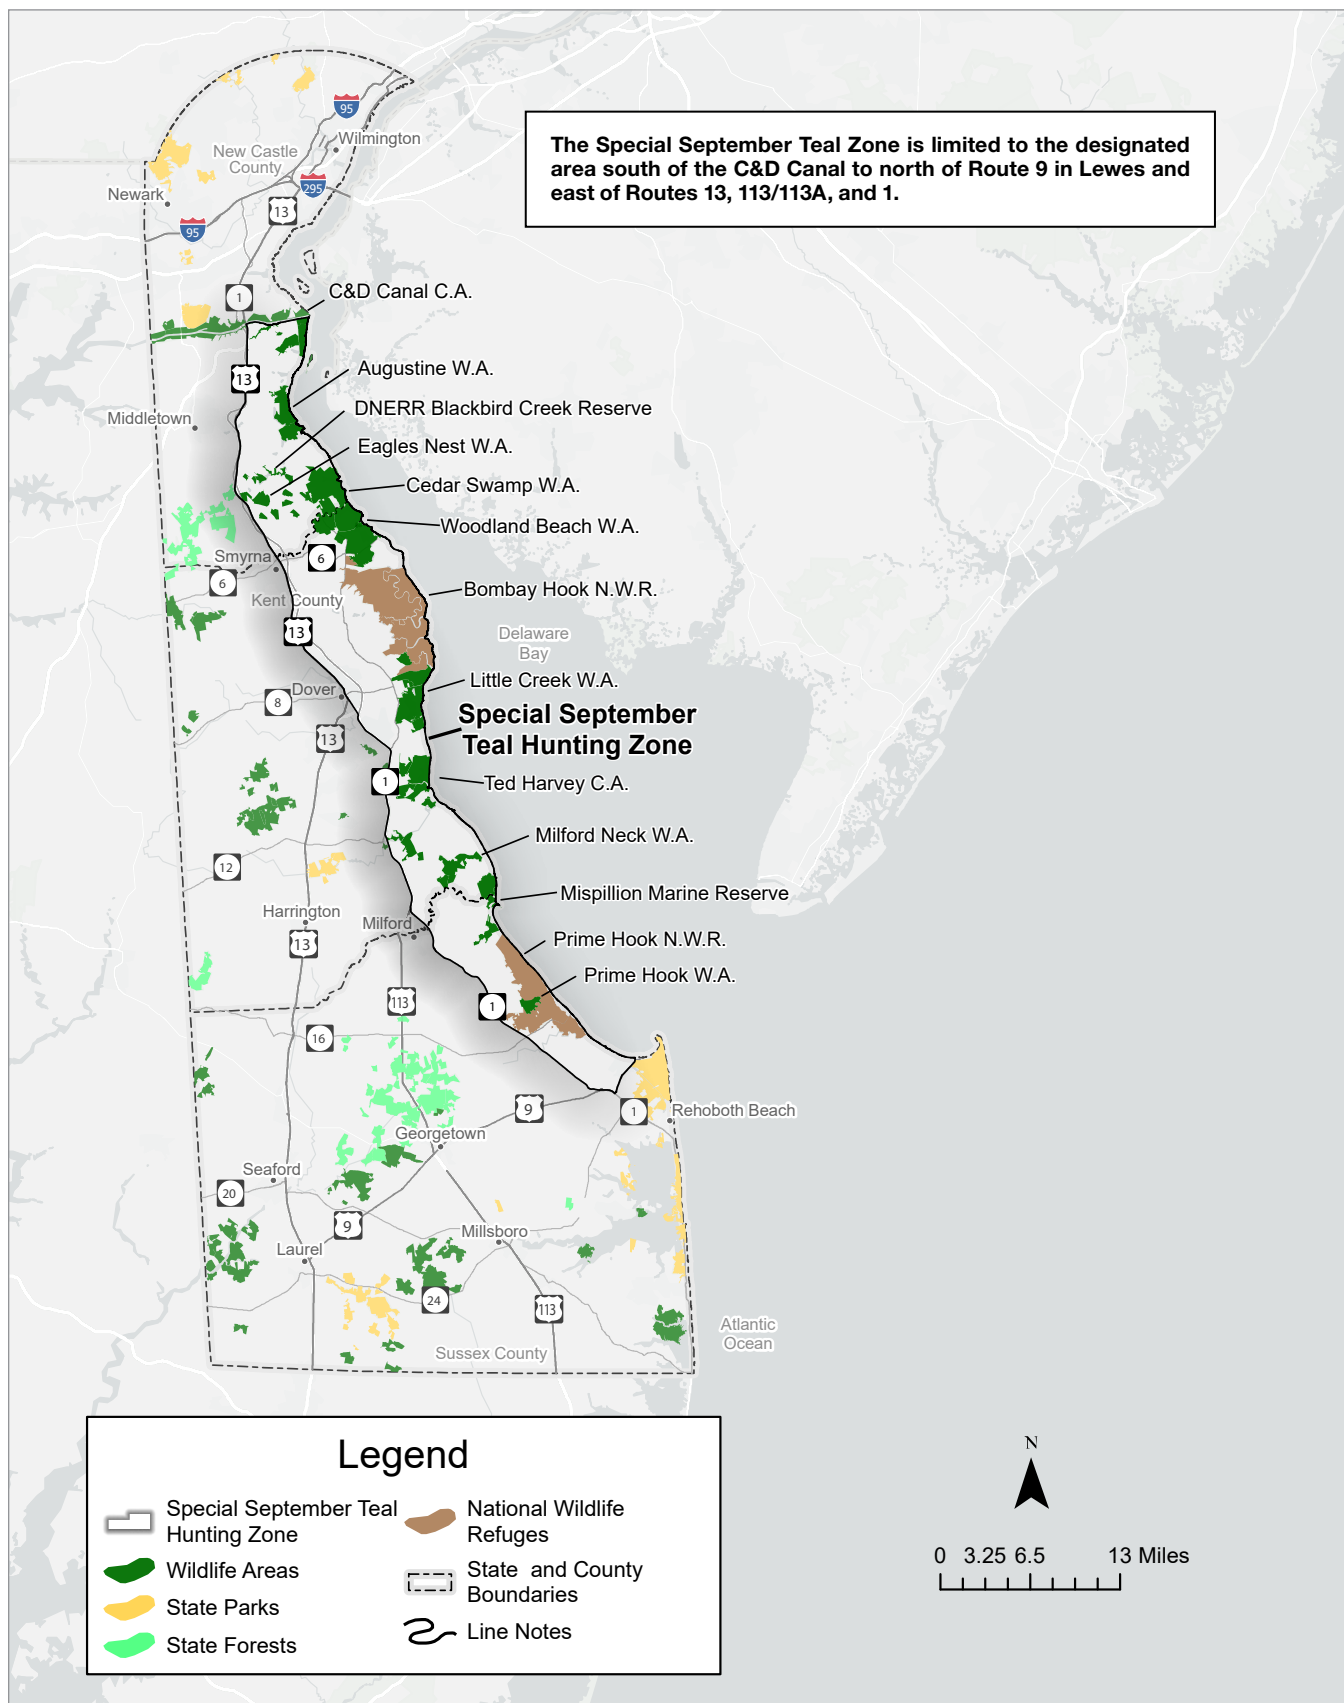 The Special September Teal Zone is limited to the designated
area south of the C&D Canal to north of Route 9 in Lewes and
east of Routes 13, 113/113A, and 1.
95
Wilmington
New Castle
County
295
Newark
13
95
1
C&D Canal C.A.
13
Augustine W.A.
DNERR Blackbird Creek Reserve
Middletown
Eagles Nest W.A.
Cedar Swamp W.A.
Woodland Beach W.A.
Smyrna
6
6
Bombay Hook N.W.R.
Kent County
13
Delaware
Bay
Little Creek W.A.
Dover
8
Special September
Teal Hunting Zone
13
1
Ted Harvey C.A.
Milford Neck W.A.
12
Mispillion Marine Reserve
Harrington
Milford
13
Prime Hook N.W.R.
Prime Hook W.A.
113
1
16
9
1
Rehoboth Beach
Georgetown
Seaford
20
9
Millsboro
Laurel
24
113
Atlantic
Ocean
Sussex County
Legend
Special September Teal
Hunting Zone
Wildlife Areas
State Parks
State Forests
National Wildlife
Refuges
State and County
Boundaries
Line Notes
N
0 3.25 6.5 13 Miles